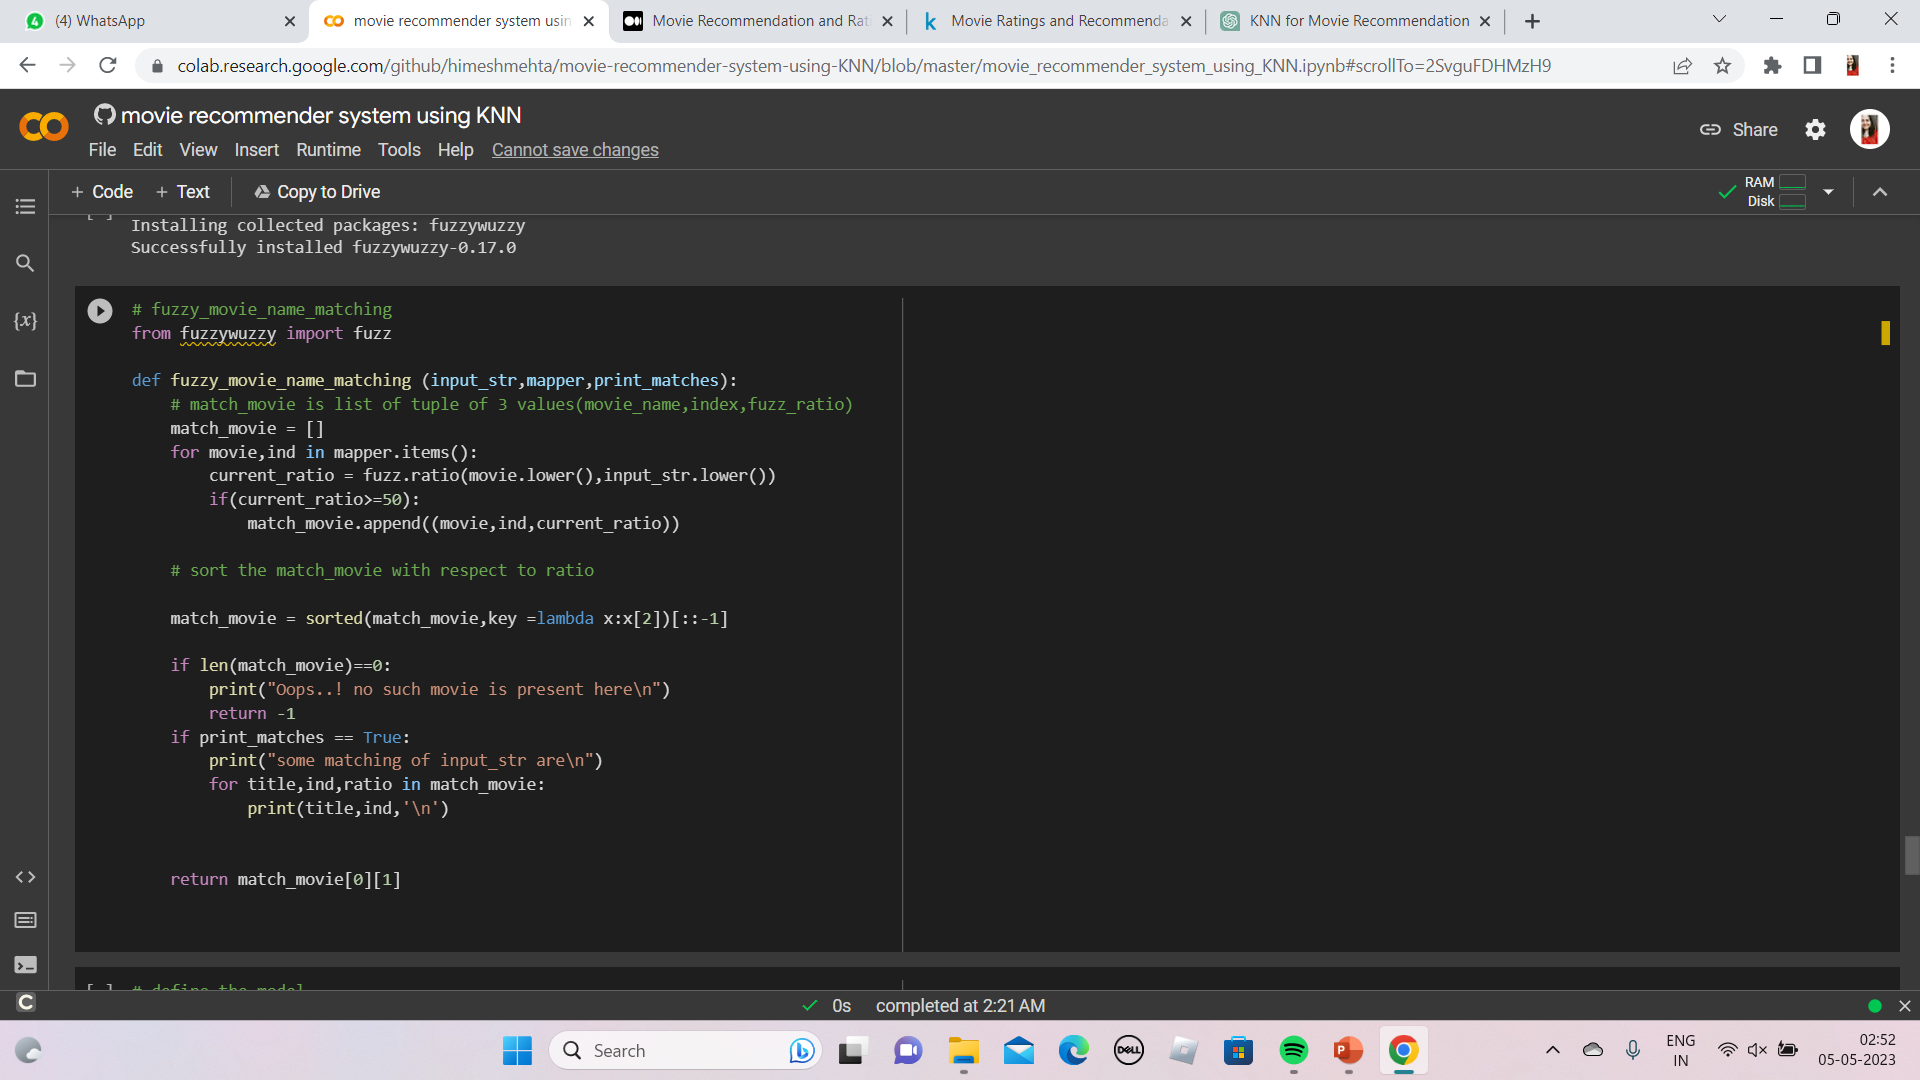 (4) WhatsApp
movie recommender system usin
Movie Recommendation and Rat
Movie Ratings and Recommenda
KNN for Movie Recommendation
colab.research.google.com/github/himeshmehta/movie-recommender-system-using-KNN/blob/master/movie_recommender_system_using_KNN.ipynb#scrollTo=2SvguFDHMzH9
movie recommender system using KNN
File Edit View Insert Runtime Tools Help Cannot save changes
Share
+ Code + Text Copy to Drive
RAM
Disk
Installing collected packages: fuzzywuzzy
Successfully installed fuzzywuzzy-0.17.0
# fuzzy_movie_name_matching
from fuzzywuzzy import fuzz
def fuzzy_movie_name_matching (input_str,mapper,print_matches):
# match_movie is list of tuple of 3 values(movie_name,index,fuzz_ratio)
match_movie = []
for movie,ind in mapper.items():
current_ratio = fuzz.ratio(movie.lower(),input_str.lower())
if(current_ratio>=50):
match_movie.append((movie,ind,current_ratio))
# sort the match_movie with respect to ratio
match_movie = sorted(match_movie,key =lambda x:x[2])[::-1]
if len(match_movie)==0:
print("Oops..! no such movie is present here\n")
return -1
if print_matches == True:
print("some matching of input_str are\n")
for title,ind,ratio in match_movie:
print(title,ind,'\n')
return match_movie[0][1]
[ ] # define the model
0s completed at 2:21 AM
Search
DELL
ENG
IN
02:52
05-05-2023